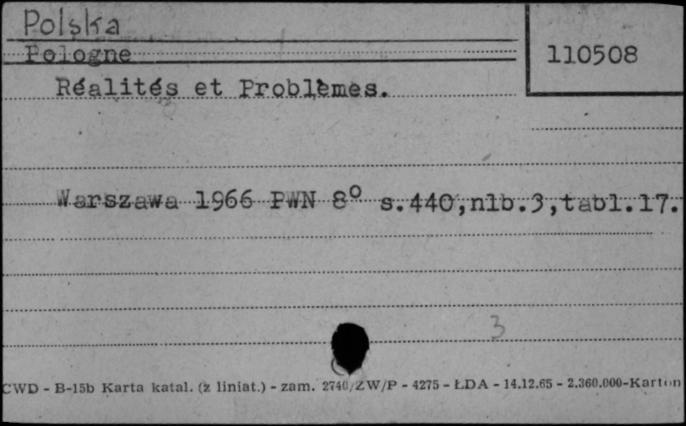 Polska
Pologne
110508
Réalités et Problèmes.
Warszawa 1966 PWN 8° s.440,nlb.3,tabl.17.
3
CWD - B-15b Karta katal. (z liniat.) - zam. 2740/ZW/P - 4275 - ŁDA - 14.12.65 - 2.360.000-Karton